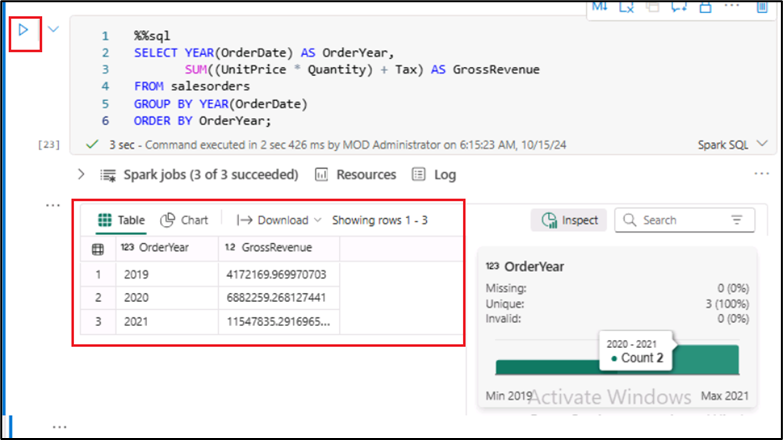 1 %%sql
2 SELECT YEAR(OrderDate) AS OrderYear,
3 SUM((UnitPrice * Quantity) + Tax) AS GrossRevenue
4 FROM salesorders
5 GROUP BY YEAR(OrderDate)
6 ORDER BY OrderYear;
[23] 3 sec - Command executed in 2 sec 426 ms by MOD Administrator on 6:15:23 AM, 10/15/24 Spark SQL
Spark jobs (3 of 3 succeeded) Resources Log
Table Chart Download Showing rows 1 - 3 Inspect Search
123 OrderYear 1.2 GrossRevenue
1 2019 4172169.969970703
2 2020 6882259.268127441
3 2021 11547835.2916965...
123 OrderYear
Missing: 0 (0%)
Unique: 3 (100%)
Invalid: 0 (0%)
2020 - 2021
Count 2
Min 2019 Max 2021
Activate Windows